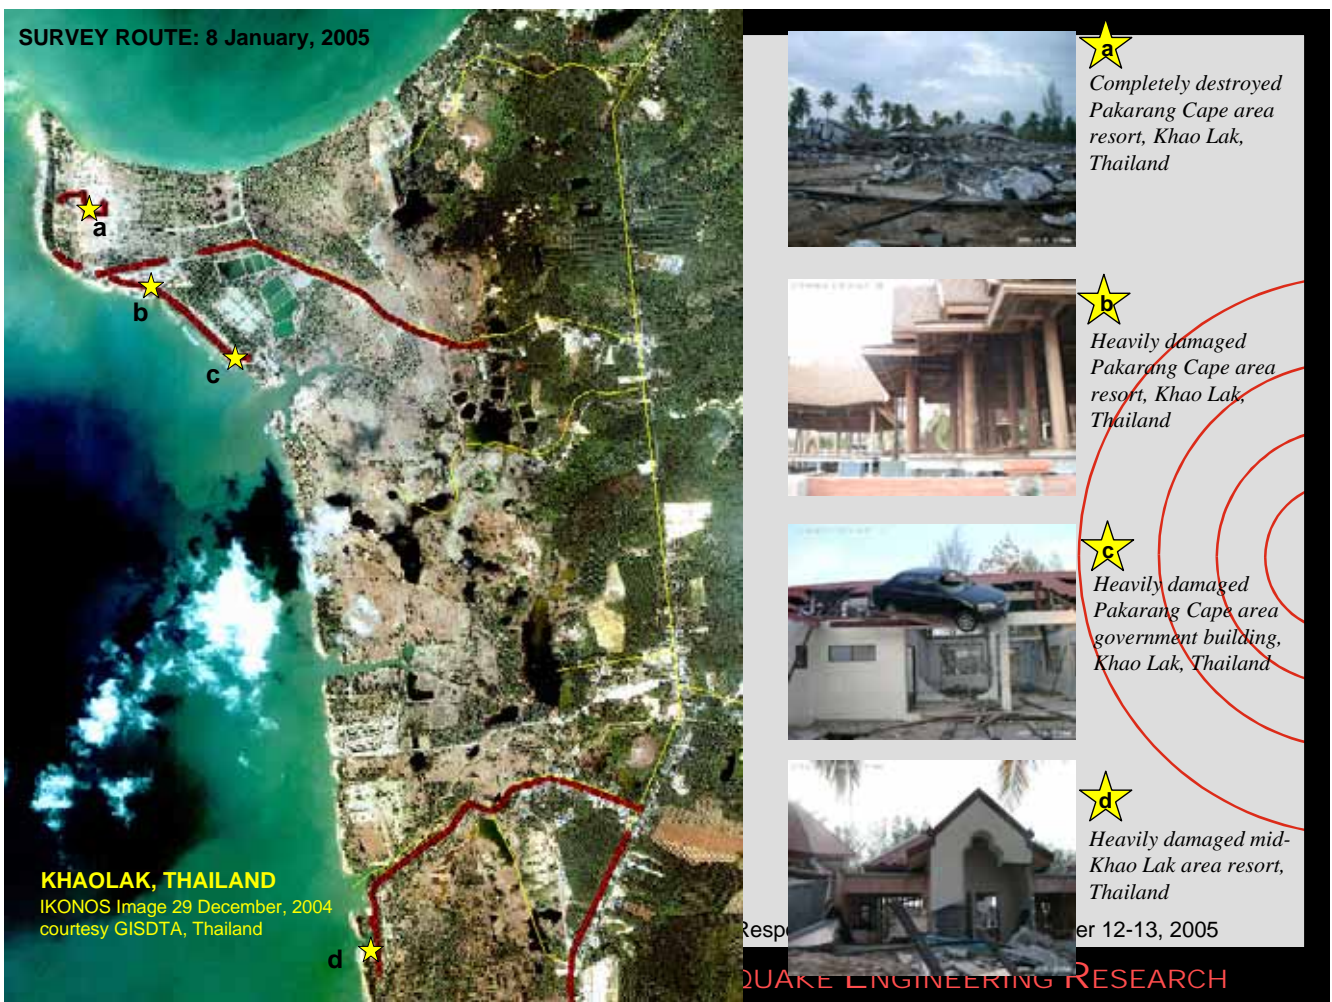 SURVEY ROUTE: 8 January, 2005
a
b
c
d
KHAOLAK, THAILAND
IKONOS Image 29 December, 2004
courtesy GISDTA, Thailand
a
Completely destroyed
Pakarang Cape area
resort, Khao Lak,
Thailand
b
Heavily damaged
Pakarang Cape area
resort, Khao Lak,
Thailand
c
Heavily damaged
Pakarang Cape area
government building,
Khao Lak, Thailand
d
Heavily damaged mid-
Khao Lak area resort,
Thailand
12-13, 2005
ENGINEERING RESEARCH